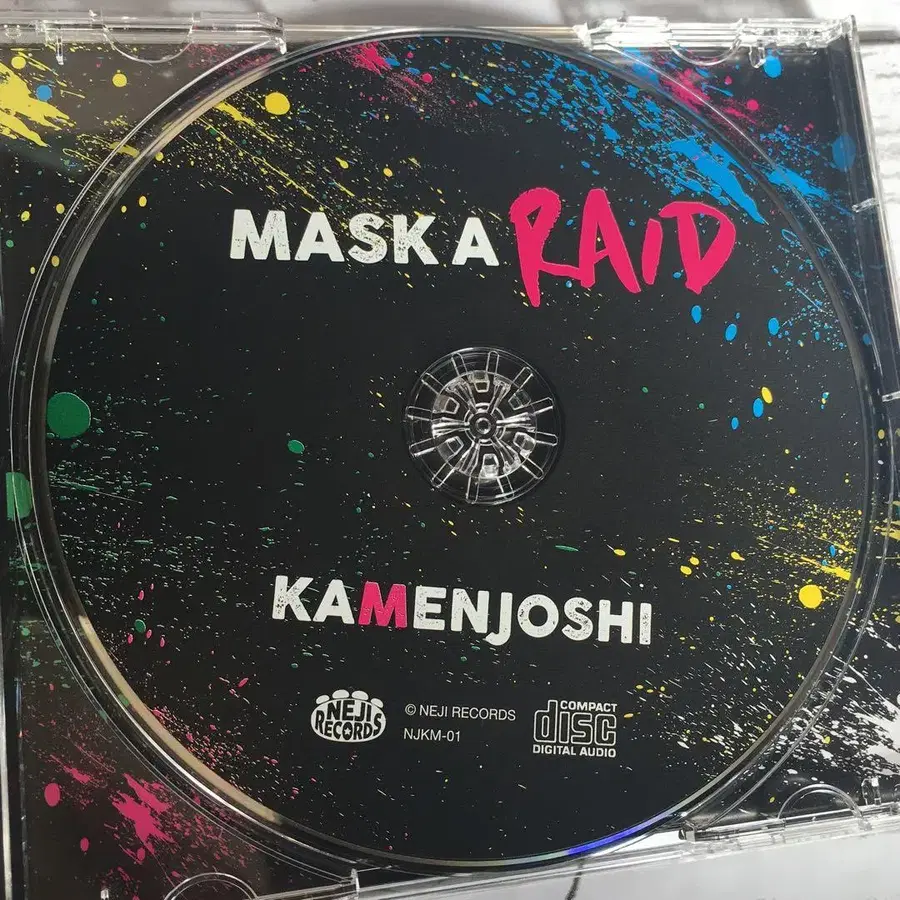 MASK A RAID
KAMENJOSHI
NEJI
RECORDS
© NEJI RECORDS
NJKM-01
COMPACT
disc
DIGITAL AUDIO